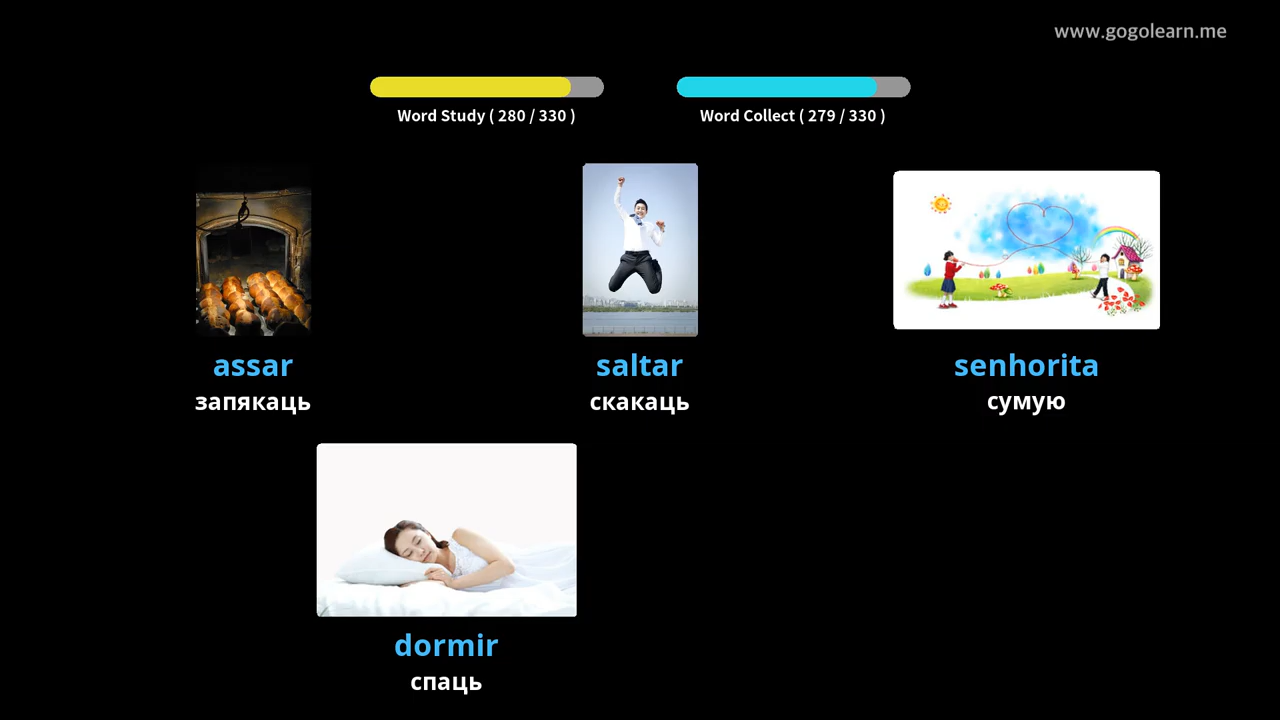 www.gogolearn.me
Word Study ( 280 / 330 )
Word Collect ( 279 / 330 )
assar
запякаць
saltar
скакаць
senhorita
сумую
dormir
спаць